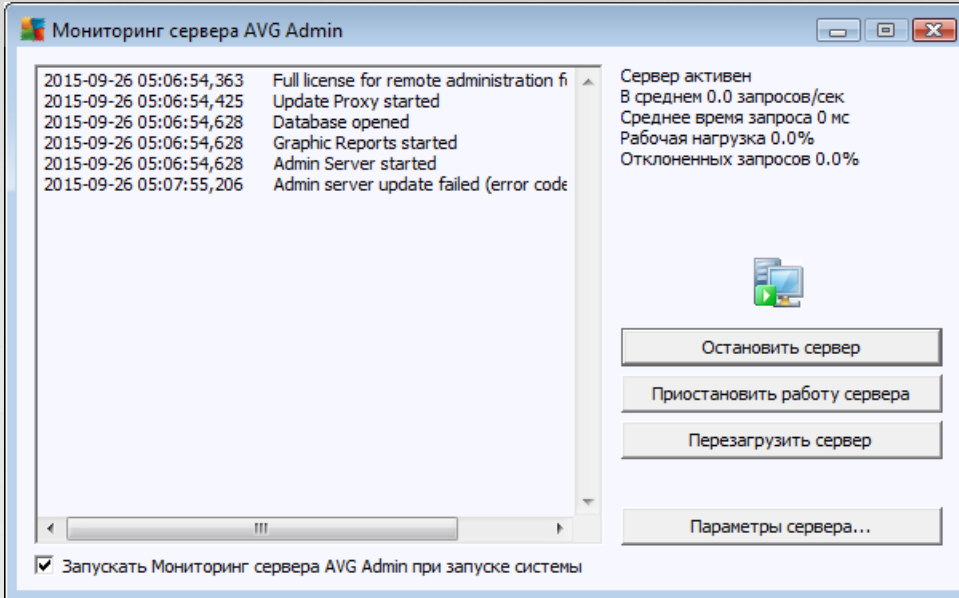 Мониторинг сервера AVG Admin
2015-09-26 05:06:54,363 Full license for remote administration
2015-09-26 05:06:54,425 Update Proxy started
2015-09-26 05:06:54,628 Database opened
2015-09-26 05:06:54,628 Graphic Reports started
2015-09-26 05:06:54,628 Admin Server started
2015-09-26 05:07:55,206 Admin server update failed (error code
Сервер активен
В среднем 0.0 запросов/сек
Среднее время запроса 0 мс
Рабочая нагрузка 0.0%
Отклоненных запросов 0.0%
Остановить сервер
Приостановить работу сервера
Перезагрузить сервер
Параметры сервера...
Запускать Мониторинг сервера AVG Admin при запуске системы